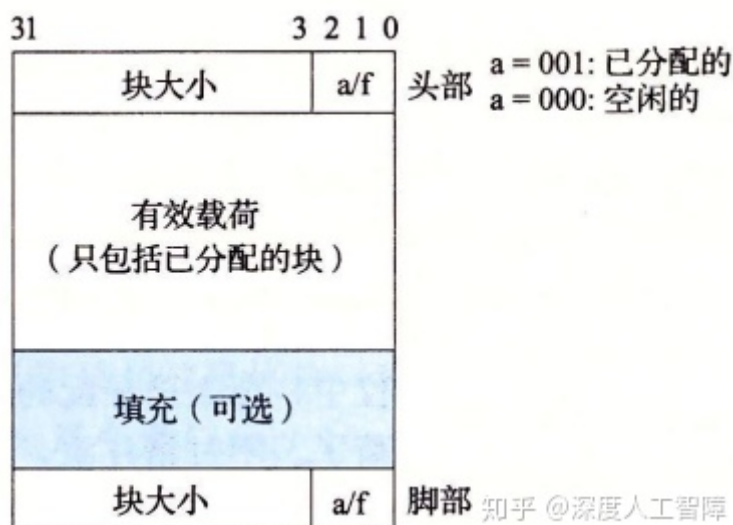 31 3 2 1 0
块大小 a/f 头部 a = 001: 已分配的
a = 000: 空闲的
有效载荷
（只包括已分配的块）
填充（可选）
块大小 a/f 脚部
知乎 @深度人工智障